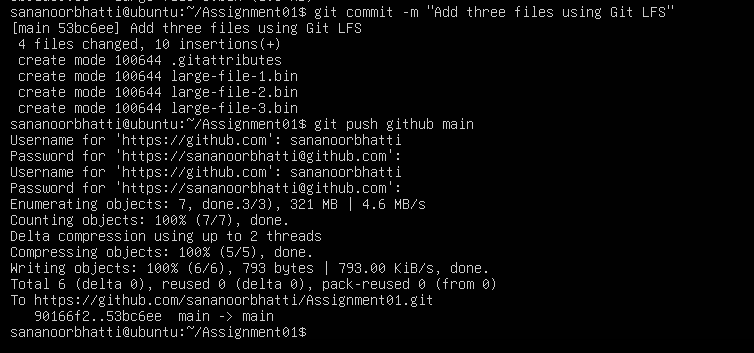 sananoorbhatti@ubuntu:~/Assignment01$ git commit -m "Add three files using Git LFS"
[main 53bc6ee] Add three files using Git LFS
 4 files changed, 10 insertions(+)
 create mode 100644 .gitattributes
 create mode 100644 large-file-1.bin
 create mode 100644 large-file-2.bin
 create mode 100644 large-file-3.bin
sananoorbhatti@ubuntu:~/Assignment01$ git push github main
Username for 'https://github.com': sananoorbhatti
Password for 'https://sananoorbhatti@github.com':
Username for 'https://github.com': sananoorbhatti
Password for 'https://sananoorbhatti@github.com':
Enumerating objects: 7, done.3/3), 321 MB | 4.6 MB/s
Counting objects: 100% (7/7), done.
Delta compression using up to 2 threads
Compressing objects: 100% (5/5), done.
Writing objects: 100% (6/6), 793 bytes | 793.00 KiB/s, done.
Total 6 (delta 0), reused 0 (delta 0), pack-reused 0 (from 0)
To https://github.com/sananoorbhatti/Assignment01.git
   90166f2..53bc6ee  main -> main
sananoorbhatti@ubuntu:~/Assignment01$